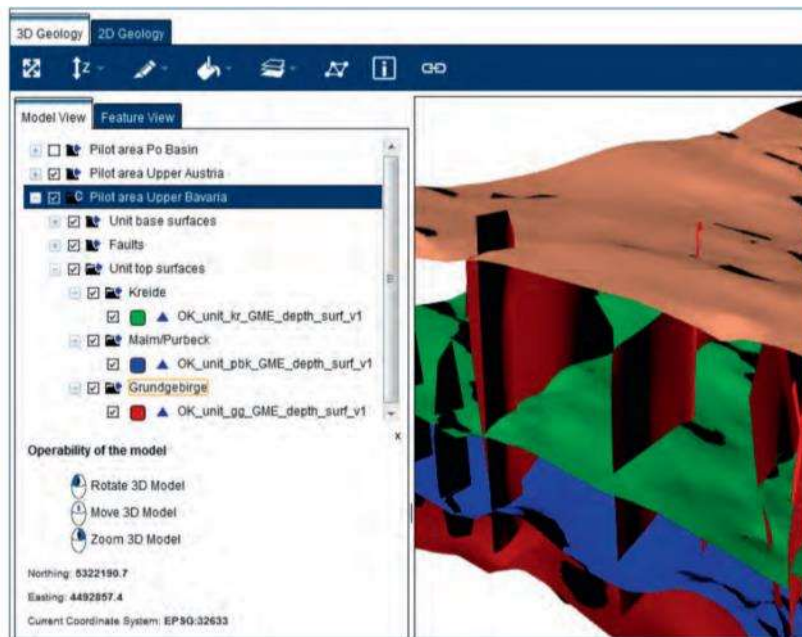 3D Geology 2D Geology
Z
Model View Feature View
Pilot area Po Basin
Pilot area Upper Austria
Pilot area Upper Bavaria
Unit base surfaces
Faults
Unit top surfaces
Kreide
OK_unit_kr_GME_depth_surf_v1
Malm/Purbeck
OK_unit_pbk_GME_depth_surf_v1
Grundgebirge
OK_unit_gg_GME_depth_surf_v1
x
Operability of the model
Rotate 3D Model
Move 3D Model
Zoom 3D Model
Northing: 5322190.7
Easting: 4492857.4
Current Coordinate System: EPSG:32633